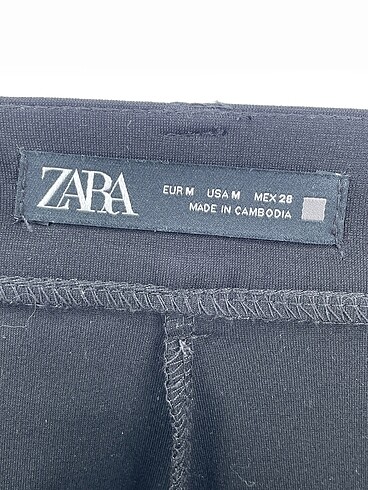 ZARA
EUR M USA M MEX 28
MADE IN CAMBODIA